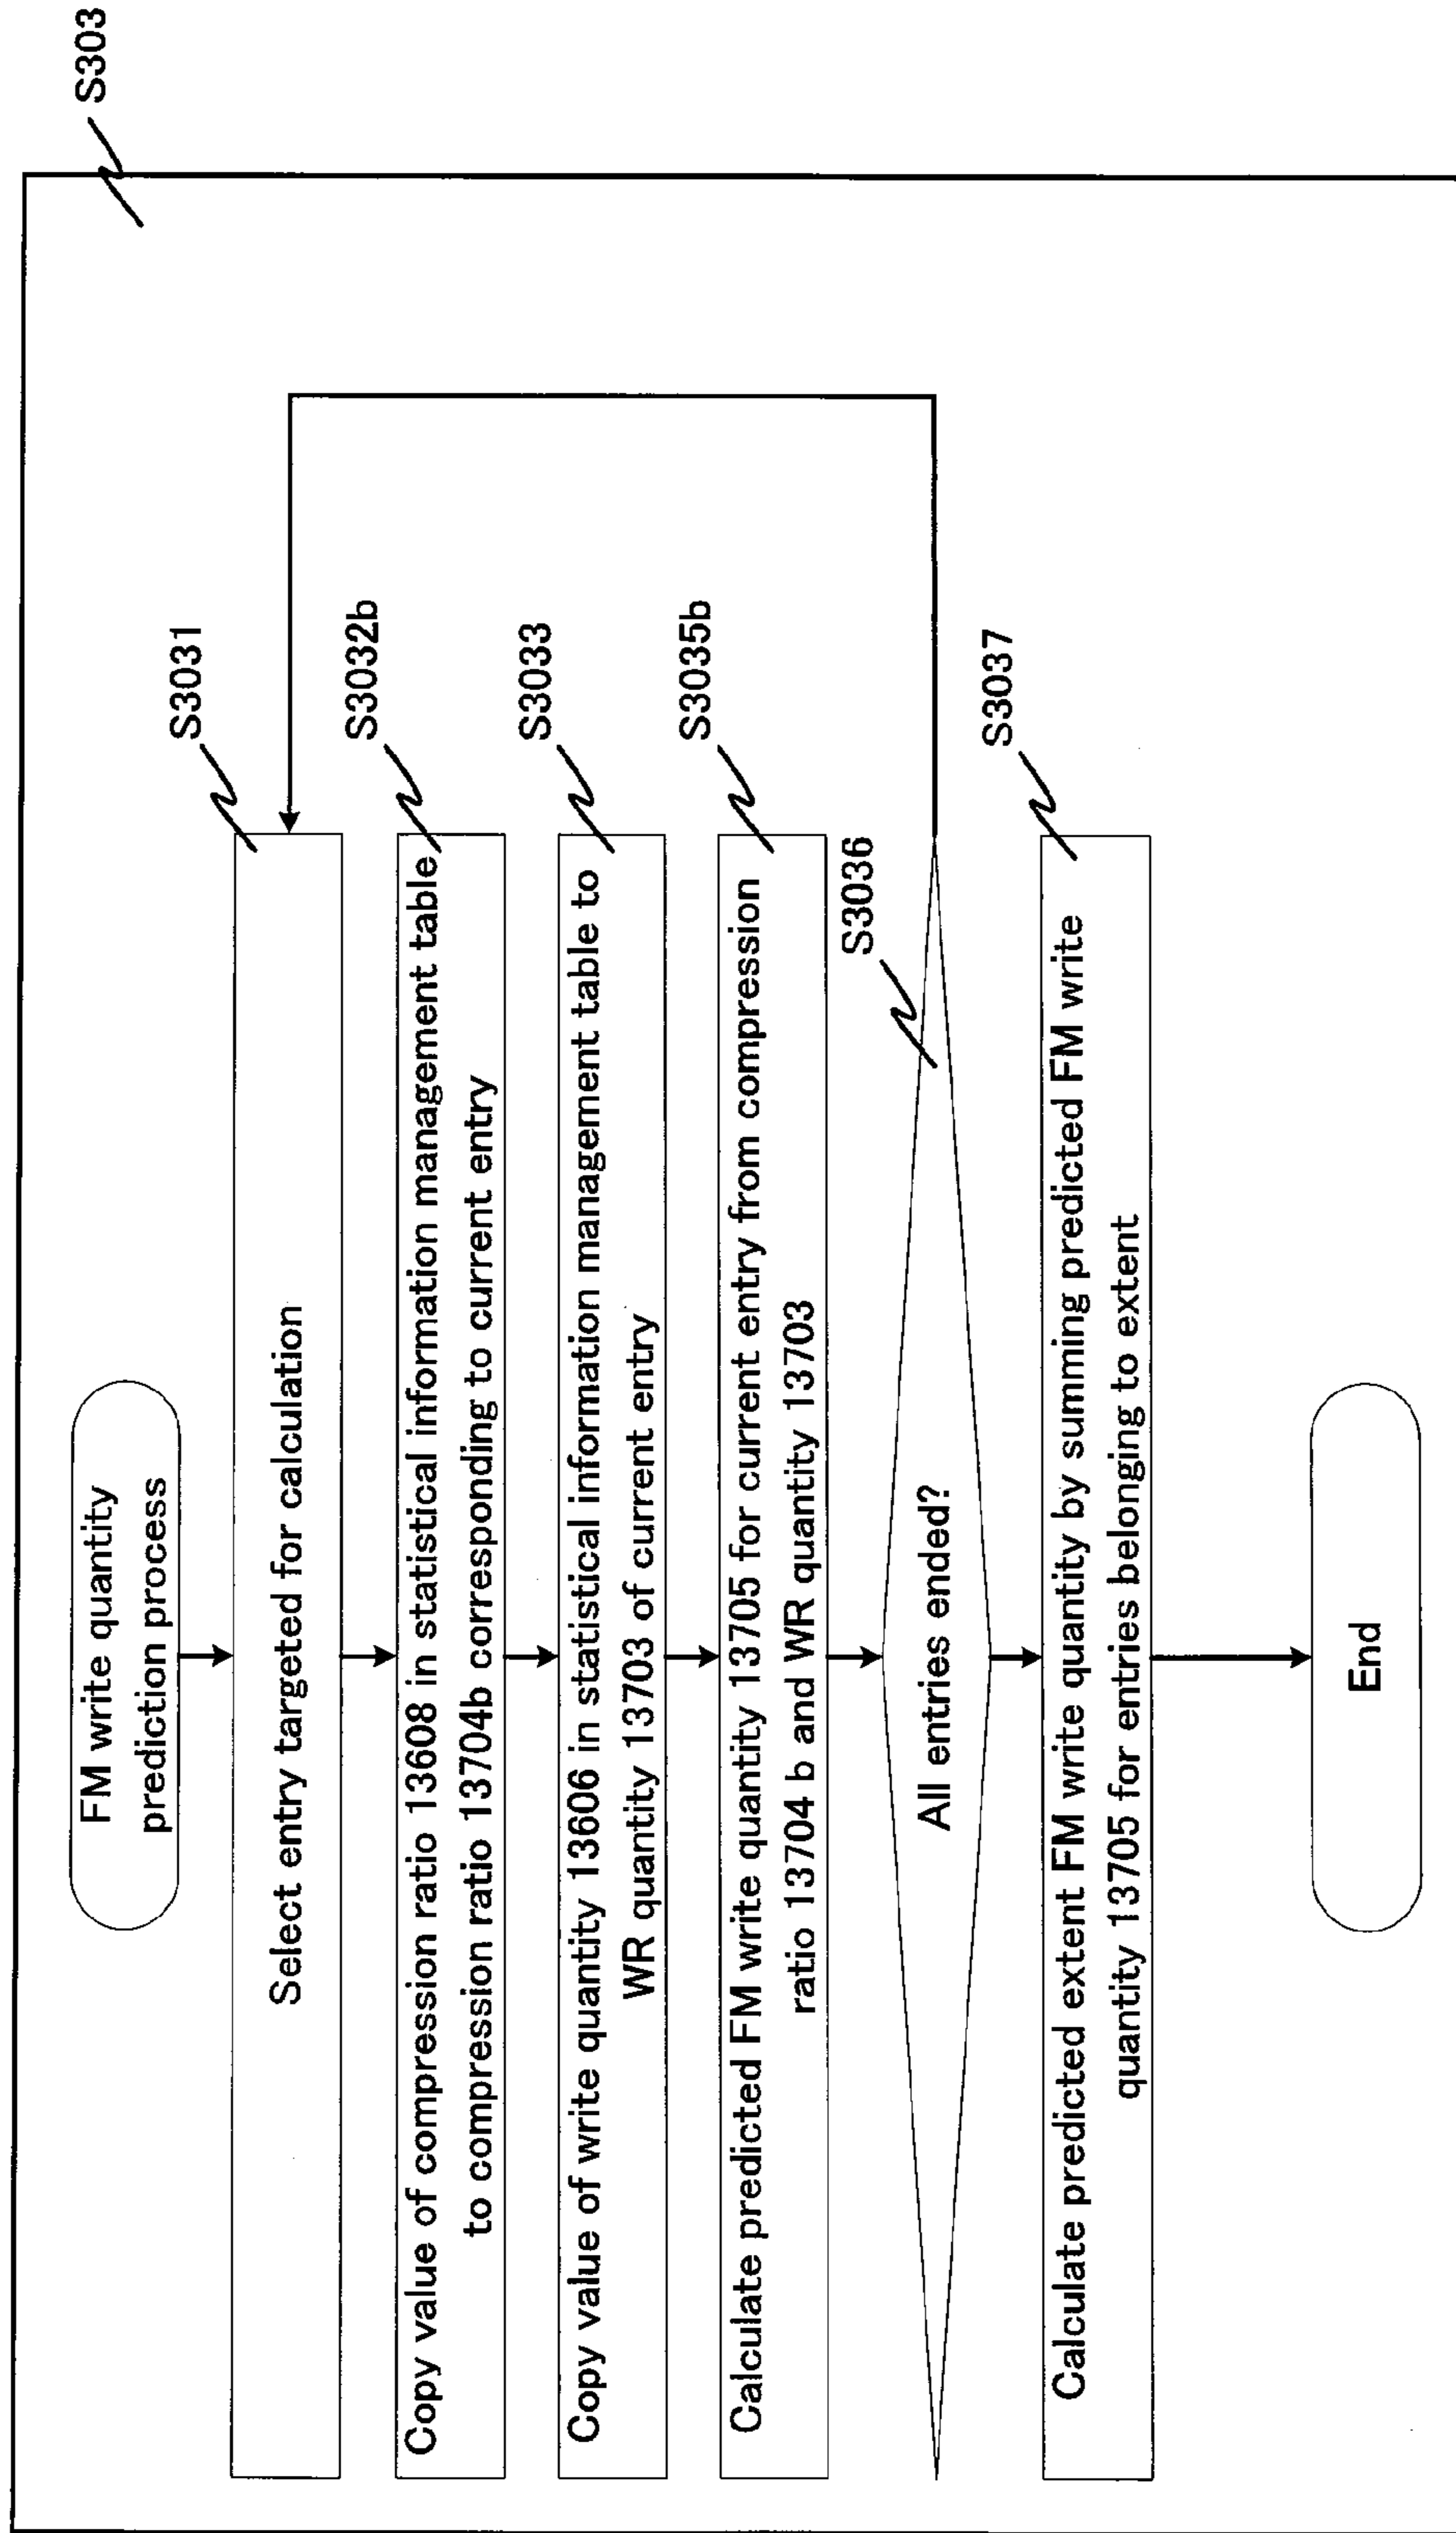 S303
FM write quantity
prediction process
S3031
Select entry targeted for calculation
S3032b
Copy value of compression ratio 13608 in statistical information management table
to compression ratio 13704b corresponding to current entry
S3033
Copy value of write quantity 13606 in statistical information management table to
WR quantity 13703 of current entry
S3035b
Calculate predicted FM write quantity 13705 for current entry from compression
ratio 13704 b and WR quantity 13703
S3036
All entries ended?
S3037
Calculate predicted extent FM write quantity by summing predicted FM write
quantity 13705 for entries belonging to extent
End